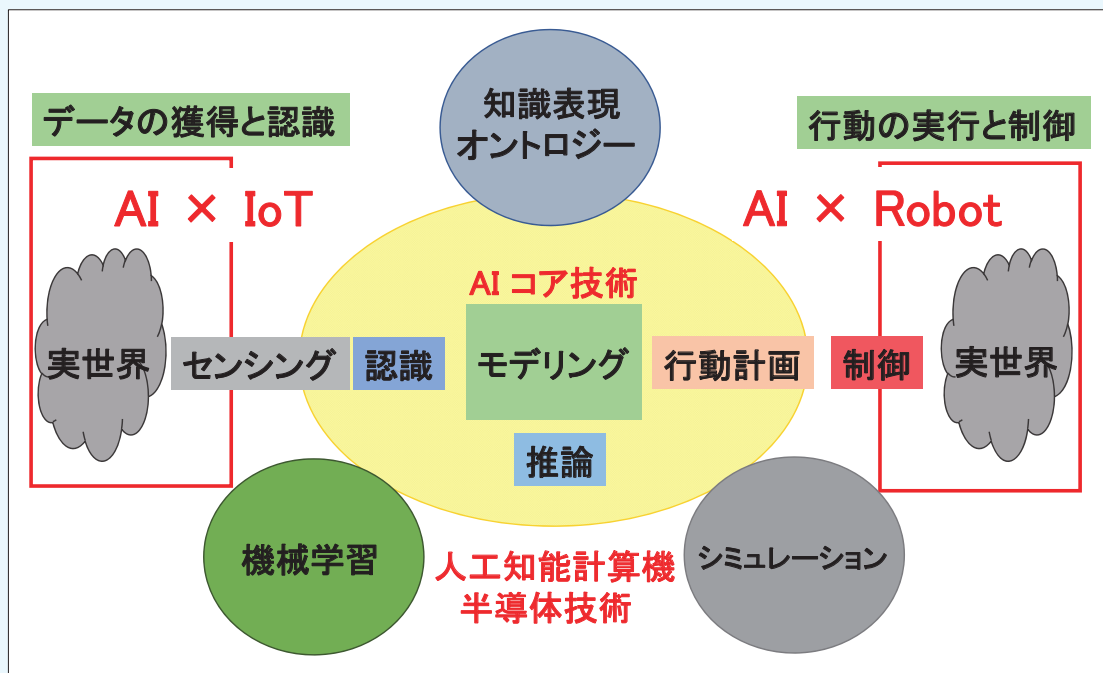 知識表現
オントロジー
データの獲得と認識
行動の実行と制御
AI × IoT
AI × Robot
AI コア技術
実世界
センシング
認識
モデリング
行動計画
制御
実世界
推論
機械学習
人工知能計算機
半導体技術
シミュレーション